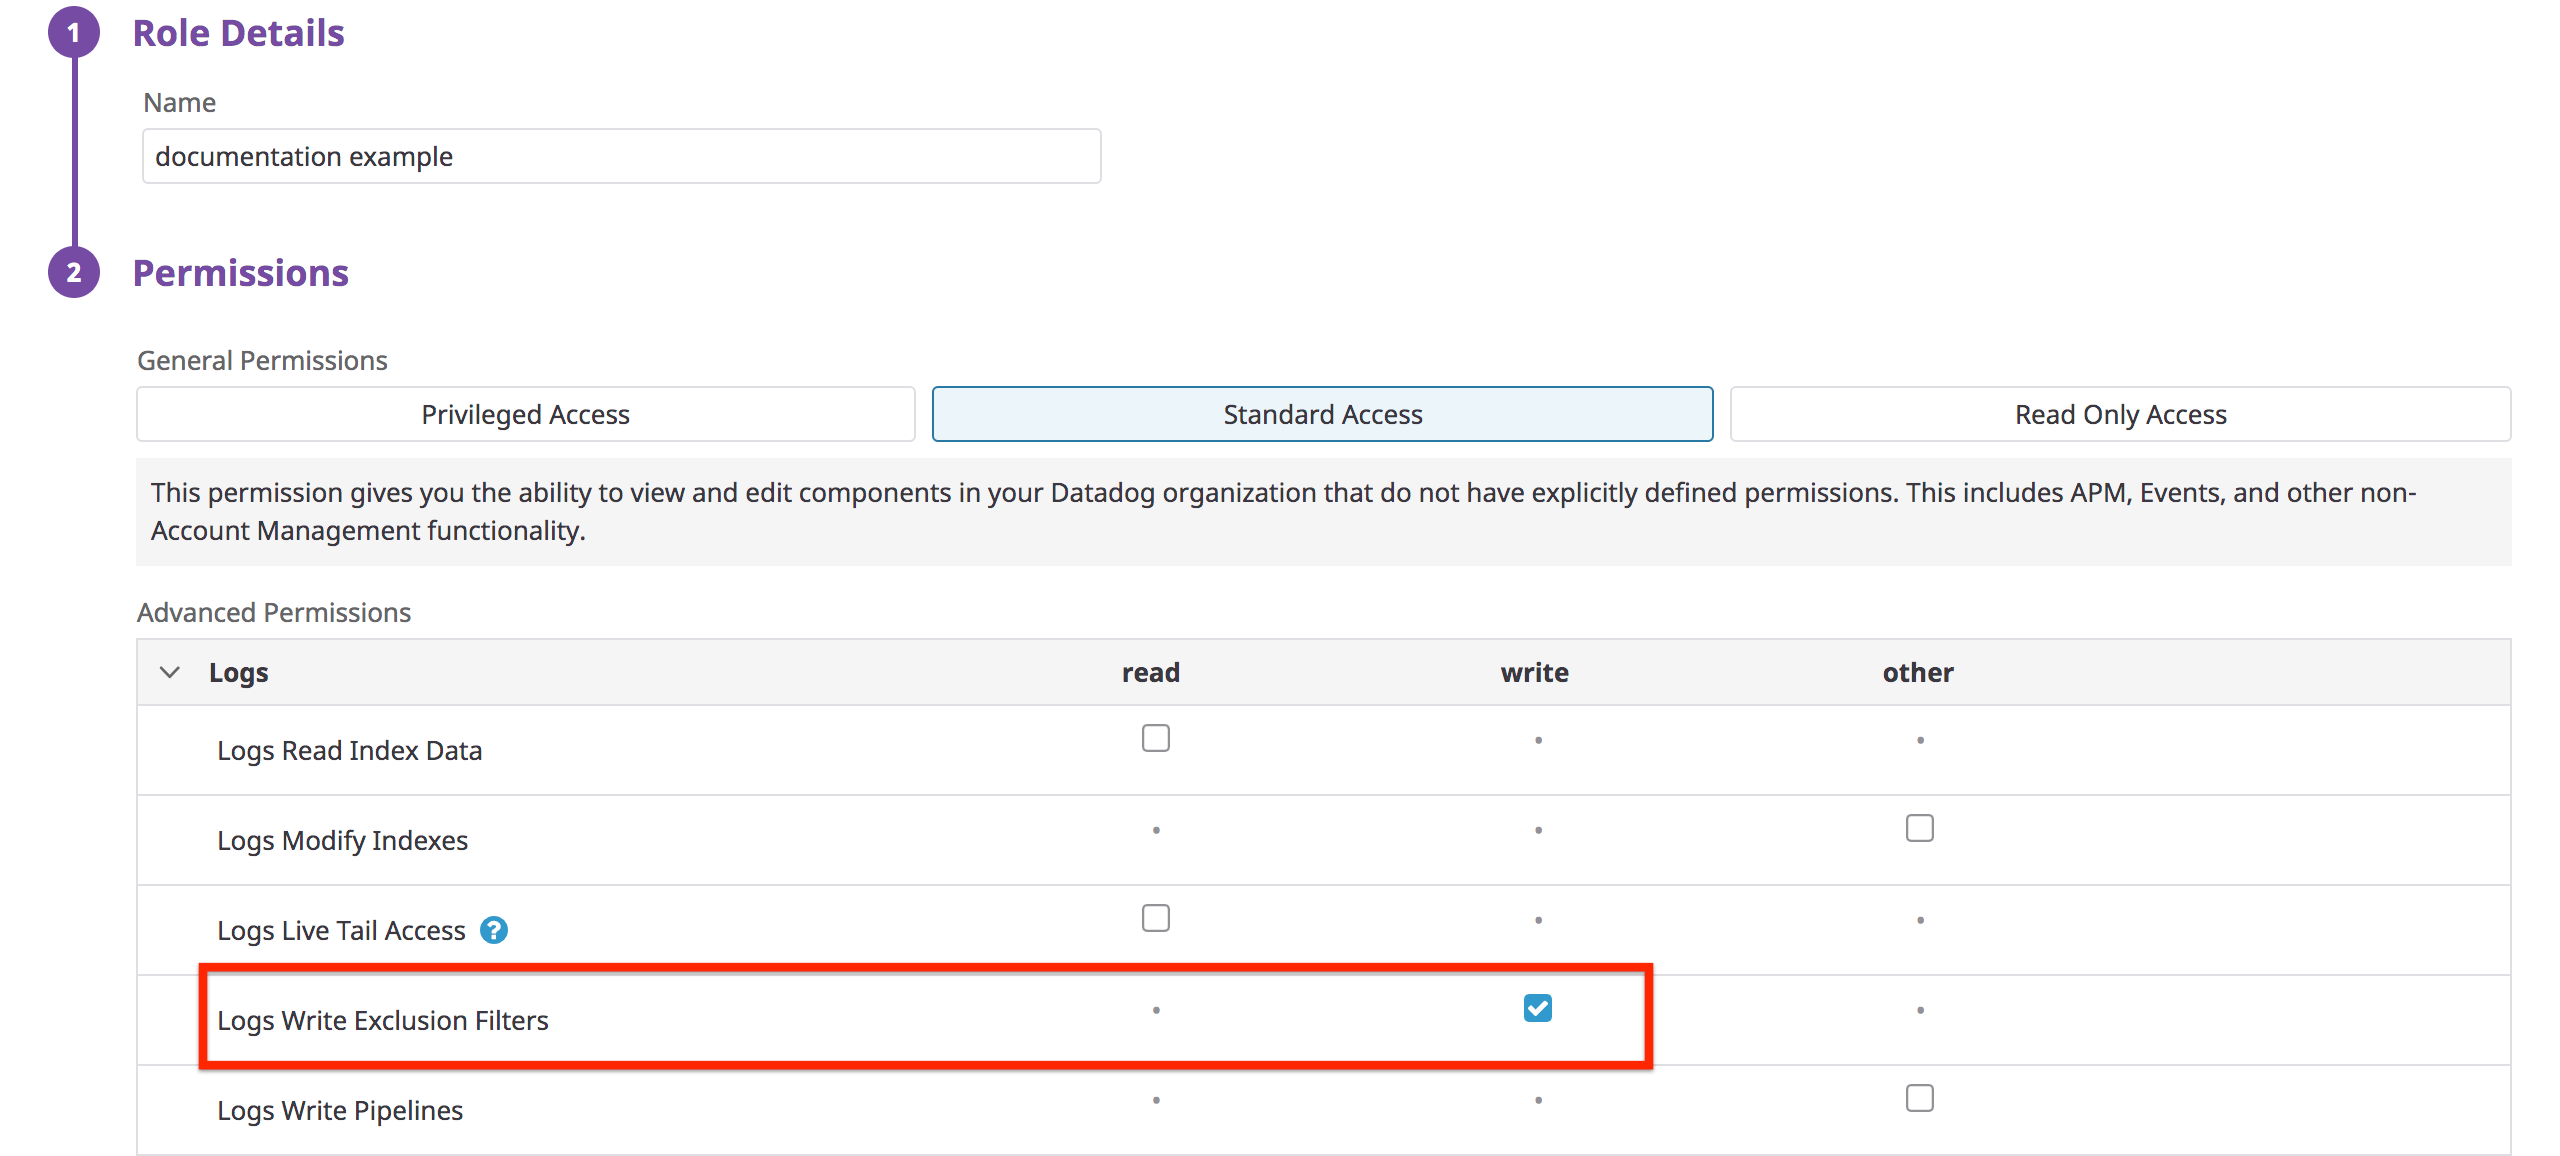 1 Role Details
Name
documentation example
2 Permissions
General Permissions
Privileged Access Standard Access Read Only Access
This permission gives you the ability to view and edit components in your Datadog organization that do not have explicitly defined permissions. This includes APM, Events, and other non-
Account Management functionality.
Advanced Permissions
Logs read write other
Logs Read Index Data
Logs Modify Indexes
Logs Live Tail Access ?
Logs Write Exclusion Filters
Logs Write Pipelines